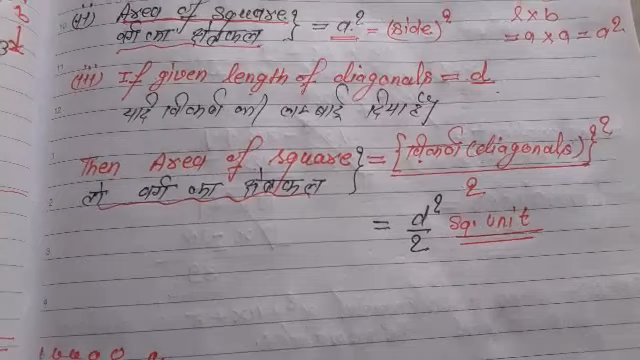 (ii) Area of square } = a² = (side)²
वर्ग का क्षेत्रफल
l × b
= a × a = a²
(iii) If given length of diagonals = d
यदि विकर्ण की लम्बाई दिया है
Then Area of square } = {विकर्ण (diagonals)}²
वर्ग का क्षेत्रफल
2
= d²/2 sq. unit